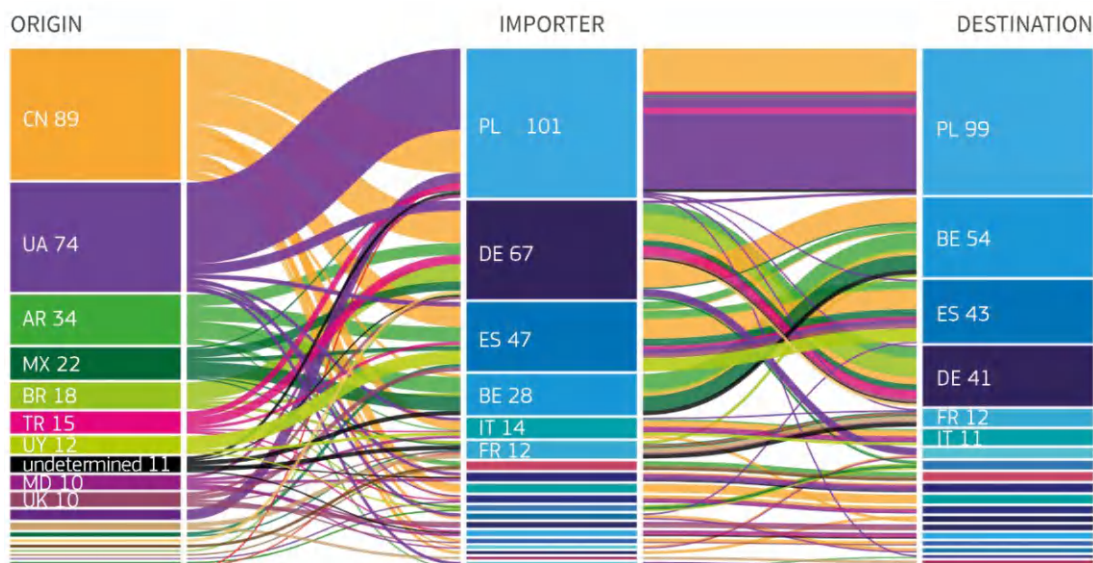 ORIGIN
IMPORTER
DESTINATION
CN 89
UA 74
AR 34
MX 22
BR 18
TR 15
UY 12
undetermined 11
MD 10
UK 10
PL 101
DE 67
ES 47
BE 28
IT 14
FR 12
PL 99
BE 54
ES 43
DE 41
FR 12
IT 11